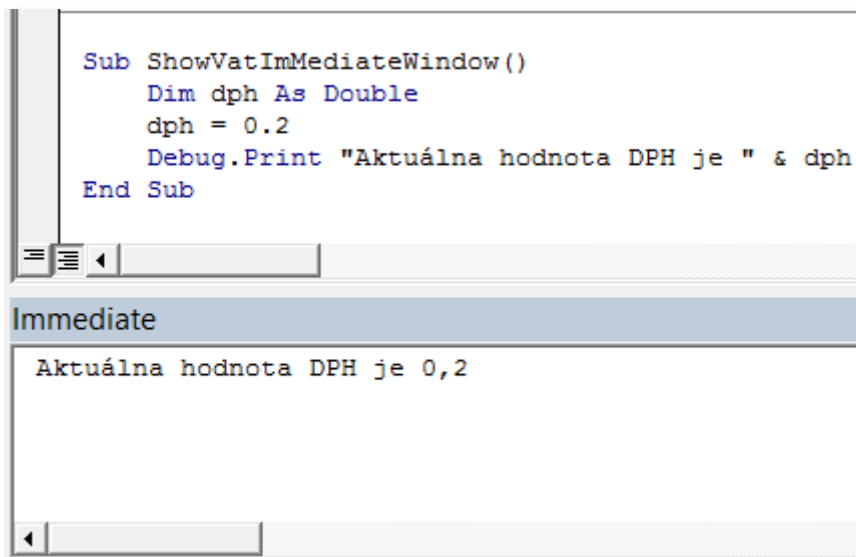 Sub ShowVatImMediateWindow()
Dim dph As Double
dph = 0.2
Debug.Print "Aktuálna hodnota DPH je " & dph
End Sub
Immediate
Aktuálna hodnota DPH je 0,2